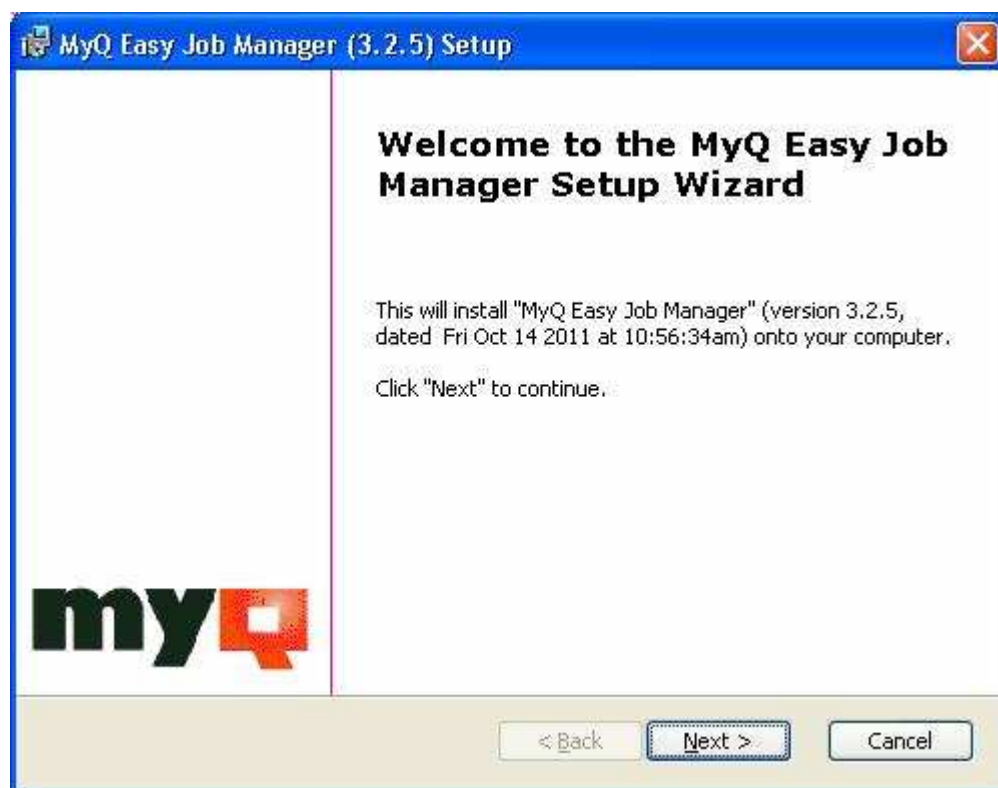 MyQ Easy Job Manager (3.2.5) Setup
Welcome to the MyQ Easy Job
Manager Setup Wizard
This will install "MyQ Easy Job Manager" (version 3.2.5,
dated  Fri Oct 14 2011 at 10:56:34am) onto your computer.
Click "Next" to continue.
myQ
< Back Next > Cancel